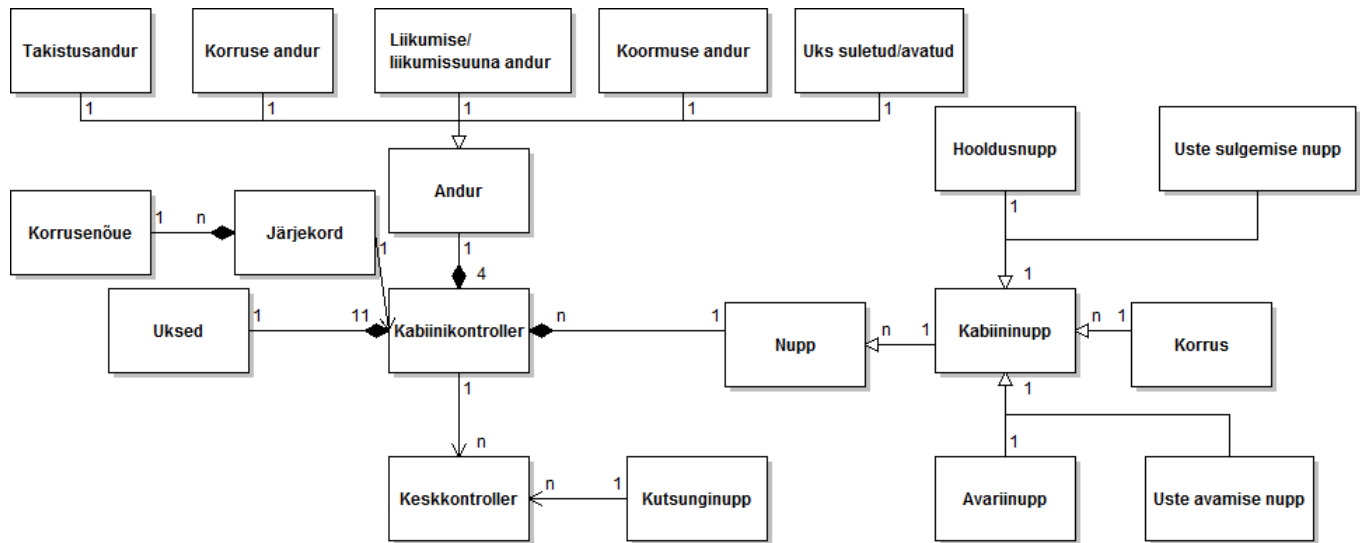 Takistusandur
Korruse andur
Liikumise/
liikumissuuna andur
Koormuse andur
Uks suletud/avatud
1
1
1
1
1
Hooldusnupp
Uste sulgemise nupp
1
Andur
1
4
Korrusenõue
1
n
Järjekord
1
Uksed
1
11
Kabiinikontroller
n
1
Nupp
n
1
1
Kabiininupp
n
1
Korrus
1
1
1
n
Keskkontroller
n
1
Kutsunginupp
Avariinupp
Uste avamise nupp